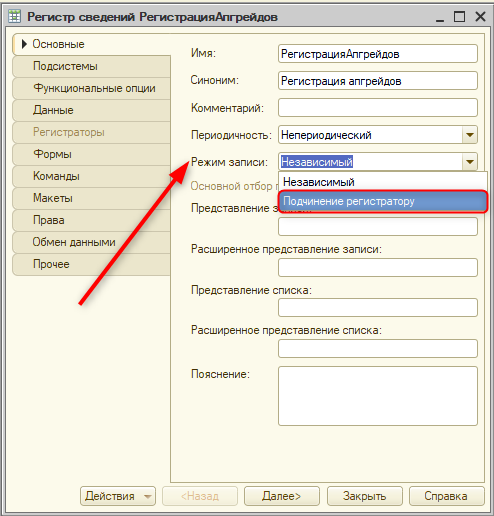 Регистр сведений РегистрацияАпгрейдов
Основные
Подсистемы
Функциональные опции
Данные
Регистраторы
Формы
Команды
Макеты
Права
Обмен данными
Прочее
Имя: РегистрацияАпгрейдов
Синоним: Регистрация апгрейдов
Комментарий:
Периодичность: Непериодический
Режим записи: Независимый
Независимый
Основной отбор
Подчинение регистратору
Представление
Расширенное представление записи:
Представление списка:
Расширенное представление списка:
Пояснение:
Действия <Назад Далее> Закрыть Справка